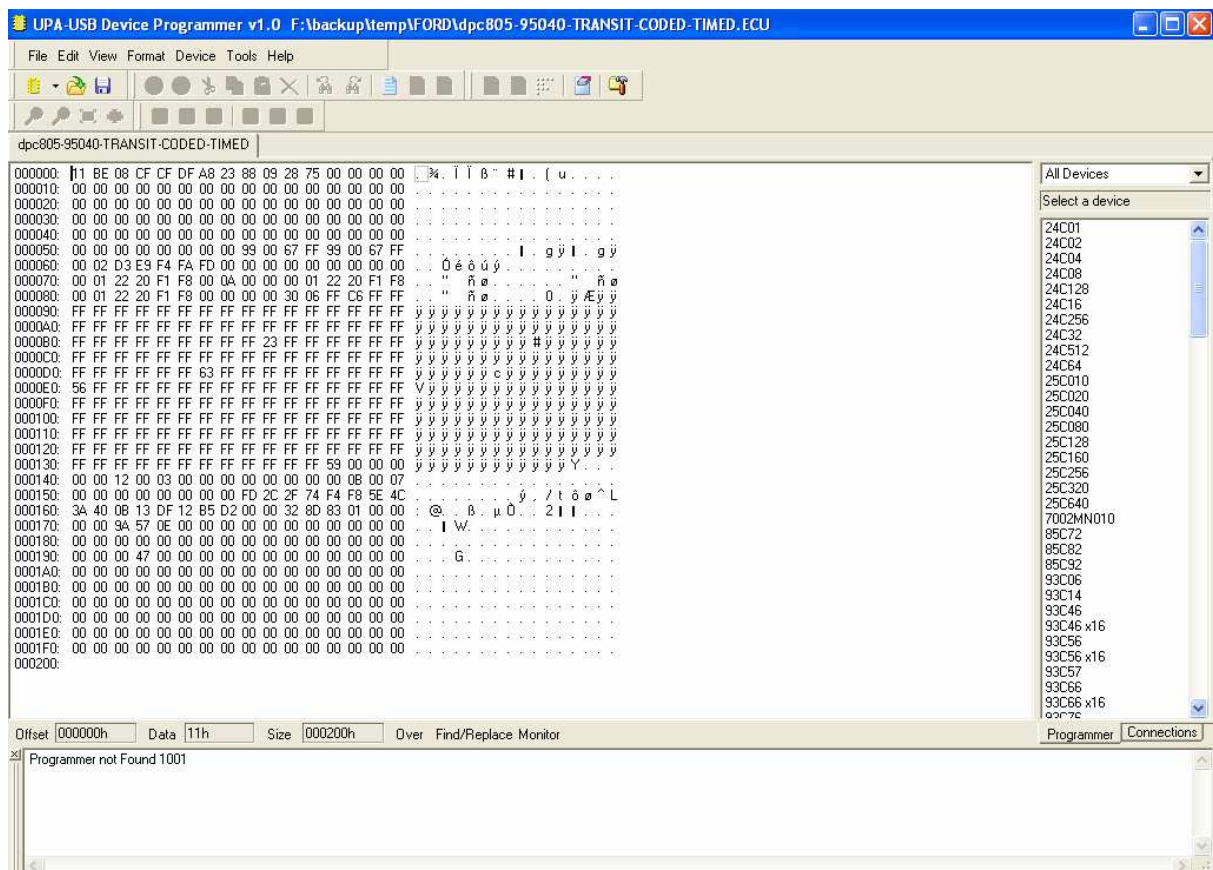 UPA-USB Device Programmer v1.0 F:\backup\temp\FORD\dpc805-95040-TRANSIT-CODED-TIMED.ECU
File Edit View Format Device Tools Help
dpc805-95040-TRANSIT-CODED-TIMED
000000: 11 BE 08 CF CF DF A8 23 88 09 28 75 00 00 00 00 .¾.ÏÏß¨#.(u....
000010: 00 00 00 00 00 00 00 00 00 00 00 00 00 00 00 00 ................
000020: 00 00 00 00 00 00 00 00 00 00 00 00 00 00 00 00 ................
000030: 00 00 00 00 00 00 00 00 00 00 00 00 00 00 00 00 ................
000040: 00 00 00 00 00 00 00 00 00 00 00 00 00 00 00 00 ................
000050: 00 00 00 00 00 00 00 00 99 00 67 FF 99 00 67 FF ........▌.gÿ▌.gÿ
000060: 00 02 D3 E9 F4 FA FD 00 00 00 00 00 00 00 00 00 ..Óéôúý.........
000070: 00 01 22 20 F1 F8 00 0A 00 00 00 01 22 20 F1 F8 .." ñø......" ñø
000080: 00 01 22 20 F1 F8 00 00 00 00 30 06 FF C6 FF FF .." ñø....0.ÿÆÿÿ
000090: FF FF FF FF FF FF FF FF FF FF FF FF FF FF FF FF ÿÿÿÿÿÿÿÿÿÿÿÿÿÿÿÿ
0000A0: FF FF FF FF FF FF FF FF FF FF FF FF FF FF FF FF ÿÿÿÿÿÿÿÿÿÿÿÿÿÿÿÿ
0000B0: FF FF FF FF FF FF FF FF FF 23 FF FF FF FF FF FF ÿÿÿÿÿÿÿÿÿ#ÿÿÿÿÿÿ
0000C0: FF FF FF FF FF FF FF FF FF FF FF FF FF FF FF FF ÿÿÿÿÿÿÿÿÿÿÿÿÿÿÿÿ
0000D0: FF FF FF FF FF FF 63 FF FF FF FF FF FF FF FF FF ÿÿÿÿÿÿcÿÿÿÿÿÿÿÿÿ
0000E0: 56 FF FF FF FF FF FF FF FF FF FF FF FF FF FF FF Vÿÿÿÿÿÿÿÿÿÿÿÿÿÿÿ
0000F0: FF FF FF FF FF FF FF FF FF FF FF FF FF FF FF FF ÿÿÿÿÿÿÿÿÿÿÿÿÿÿÿÿ
000100: FF FF FF FF FF FF FF FF FF FF FF FF FF FF FF FF ÿÿÿÿÿÿÿÿÿÿÿÿÿÿÿÿ
000110: FF FF FF FF FF FF FF FF FF FF FF FF FF FF FF FF ÿÿÿÿÿÿÿÿÿÿÿÿÿÿÿÿ
000120: FF FF FF FF FF FF FF FF FF FF FF FF FF FF FF FF ÿÿÿÿÿÿÿÿÿÿÿÿÿÿÿÿ
000130: FF FF FF FF FF FF FF FF FF FF FF FF 59 00 00 00 ÿÿÿÿÿÿÿÿÿÿÿÿY...
000140: 00 00 12 00 03 00 00 00 00 00 00 00 00 0B 00 07 ................
000150: 00 00 00 00 00 00 00 00 FD 2C 2F 74 F4 F8 5E 4C ........ý,/tôø^L
000160: 3A 40 0B 13 DF 12 B5 D2 00 00 32 8D 83 01 00 00 :@..ß.µÒ..2▌▌...
000170: 00 00 9A 57 0E 00 00 00 00 00 00 00 00 00 00 00 ..▌W............
000180: 00 00 00 00 00 00 00 00 00 00 00 00 00 00 00 00 ................
000190: 00 00 00 47 00 00 00 00 00 00 00 00 00 00 00 00 ...G............
0001A0: 00 00 00 00 00 00 00 00 00 00 00 00 00 00 00 00 ................
0001B0: 00 00 00 00 00 00 00 00 00 00 00 00 00 00 00 00 ................
0001C0: 00 00 00 00 00 00 00 00 00 00 00 00 00 00 00 00 ................
0001D0: 00 00 00 00 00 00 00 00 00 00 00 00 00 00 00 00 ................
0001E0: 00 00 00 00 00 00 00 00 00 00 00 00 00 00 00 00 ................
0001F0: 00 00 00 00 00 00 00 00 00 00 00 00 00 00 00 00 ................
000200:
All Devices
Select a device
24C01
24C02
24C04
24C08
24C128
24C16
24C256
24C32
24C512
24C64
25C010
25C020
25C040
25C080
25C128
25C160
25C256
25C320
25C640
7002MN010
85C72
85C82
85C92
93C06
93C14
93C46
93C46 x16
93C56
93C56 x16
93C57
93C66
93C66 x16
93C76
Programmer Connections
Offset 000000h Data 11h Size 000200h Over Find/Replace Monitor
Programmer not Found 1001